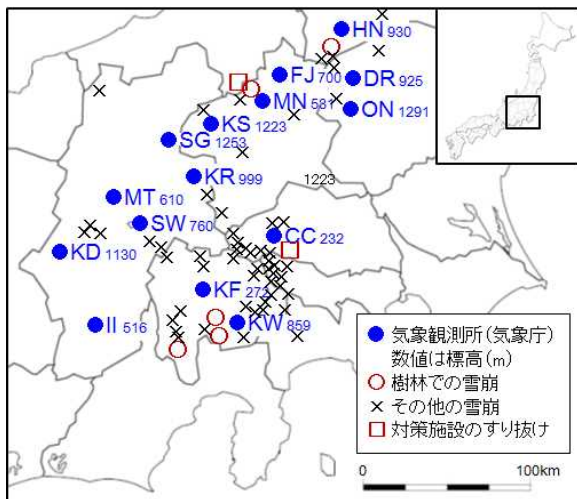 HN 930
FJ 700
DR 925
MN 581
ON 1291
KS 1223
SG 1253
KR 999
1223
MT 610
SW 760
CC 232
KD 1130
KF 272
II 516
KW 859
気象観測所(気象庁)
数値は標高(m)
樹林での雪崩
その他の雪崩
対策施設のすり抜け
0
100km